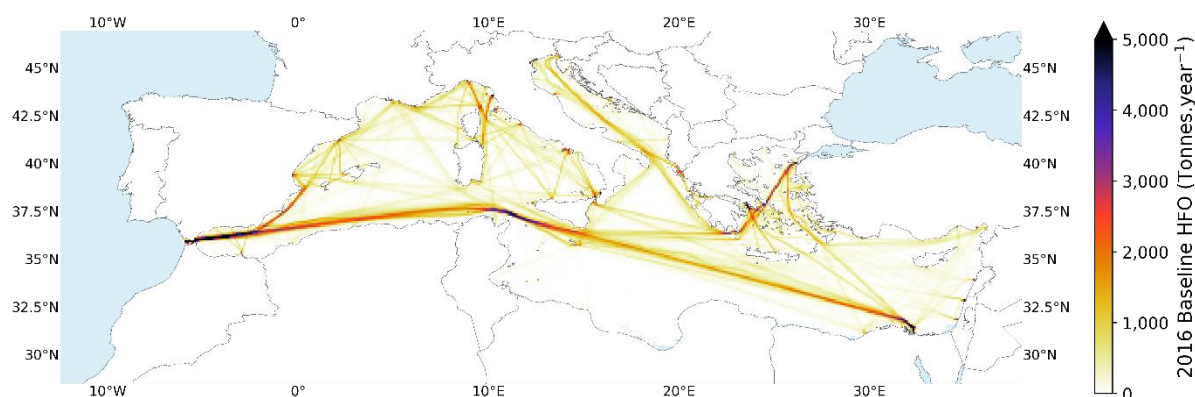 10°W 0° 10°E 20°E 30°E
45°N 45°N
42.5°N 42.5°N
40°N 40°N
37.5°N 37.5°N
35°N 35°N
32.5°N 32.5°N
30°N 30°N
10°W 0° 10°E 20°E 30°E
5,000
4,000
3,000
2,000
1,000
0
2016 Baseline HFO (Tonnes.year⁻¹)